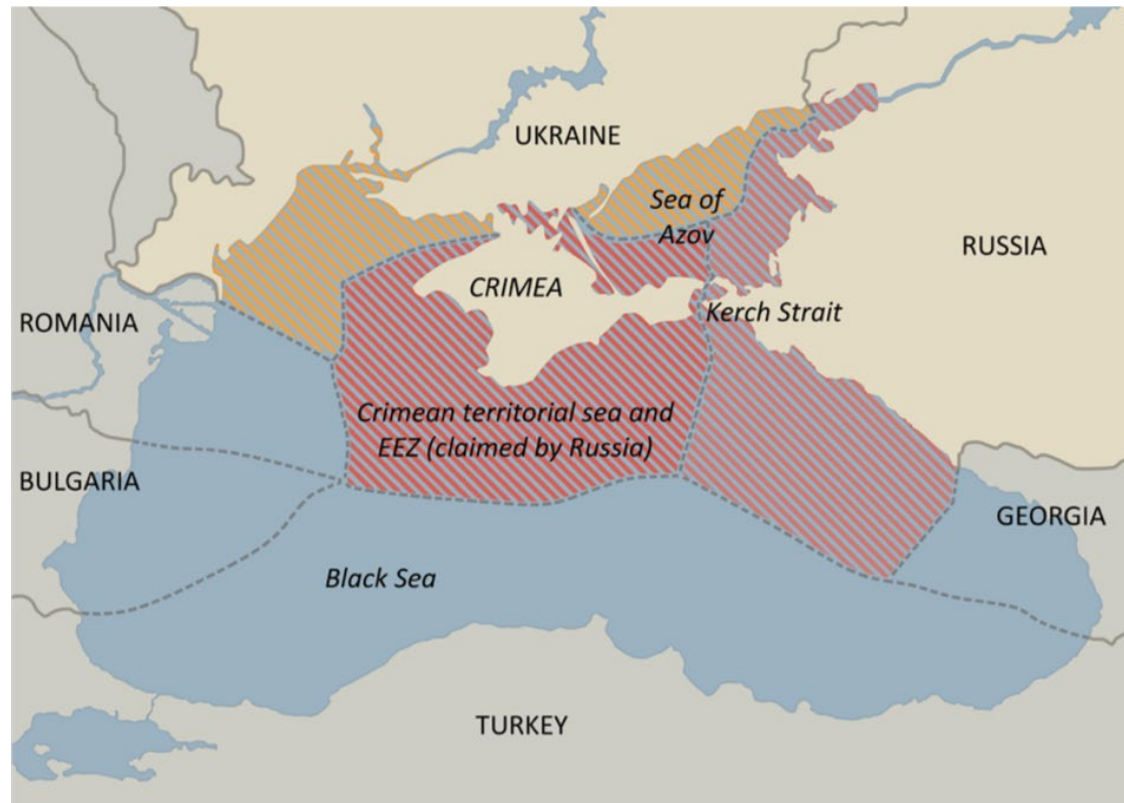 UKRAINE
Sea of
Azov
RUSSIA
CRIMEA
Kerch Strait
ROMANIA
Crimean territorial sea and
EEZ (claimed by Russia)
BULGARIA
GEORGIA
Black Sea
TURKEY